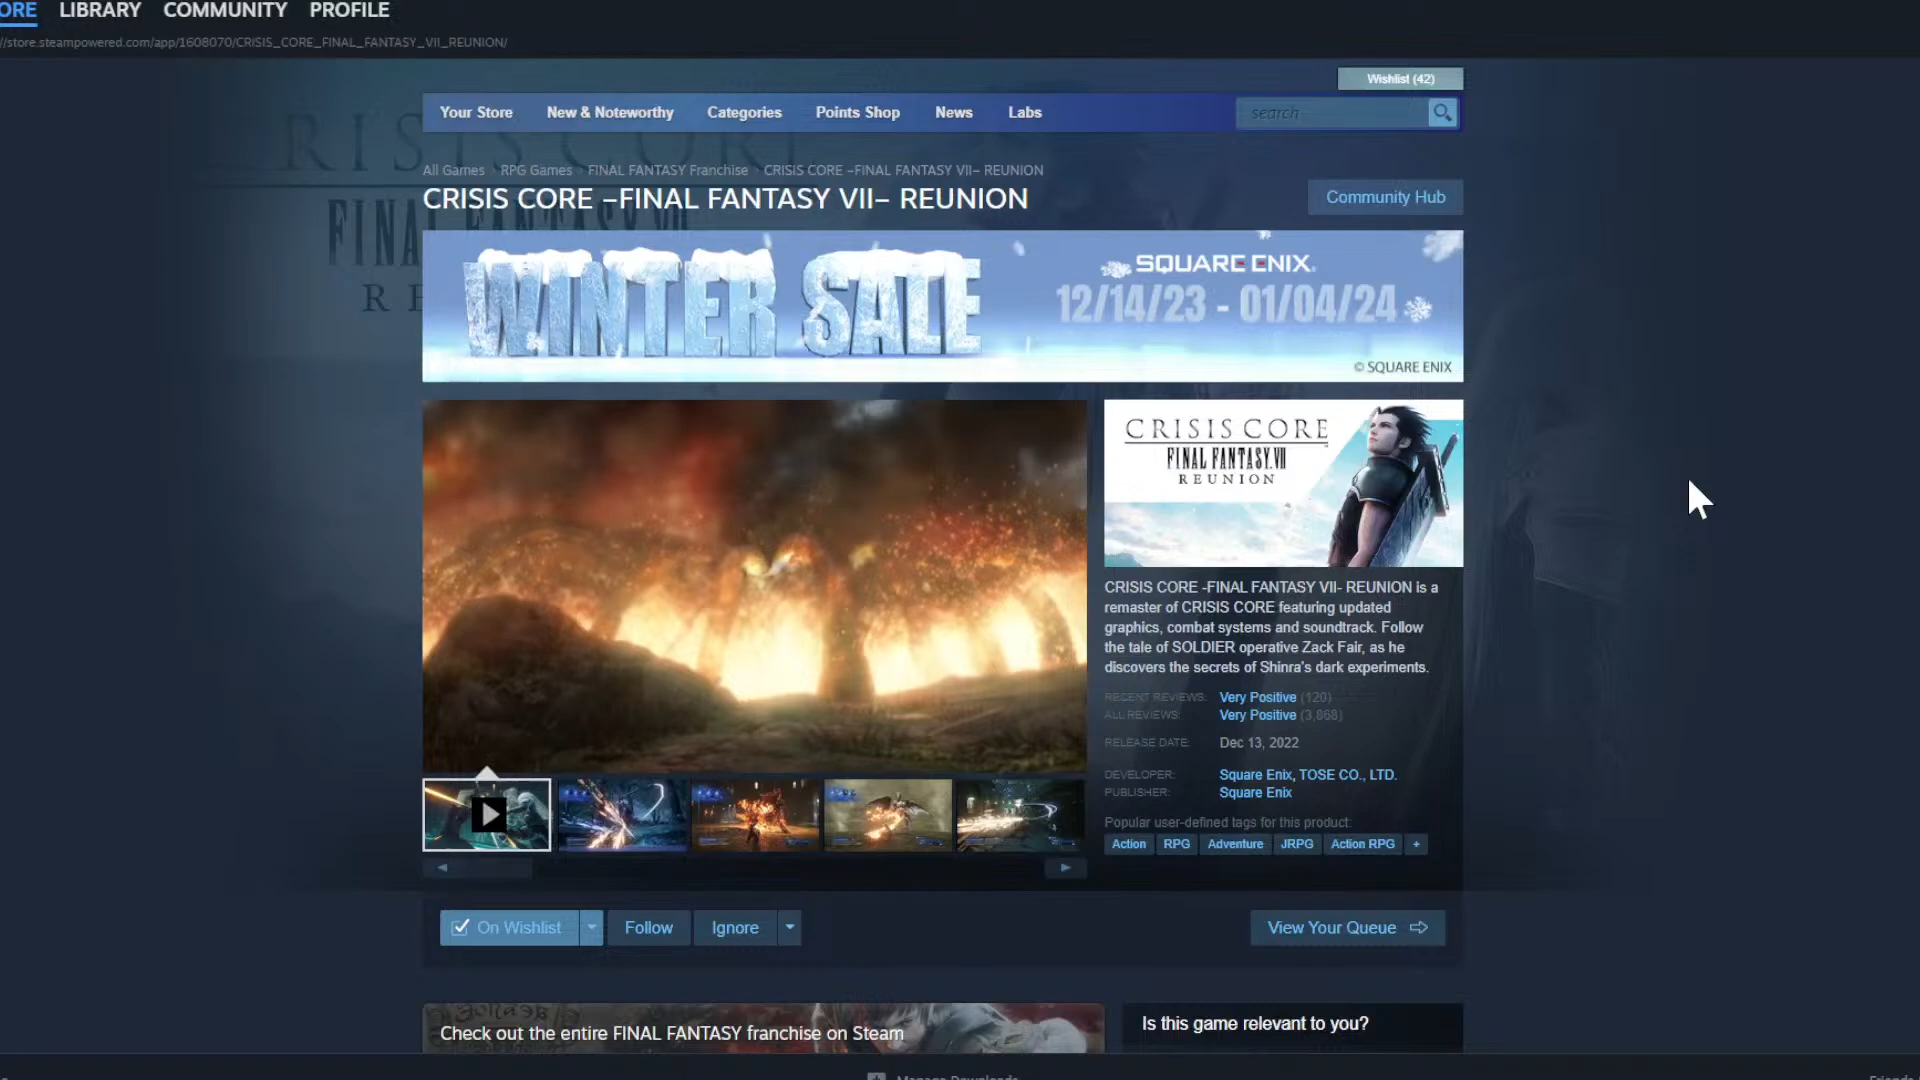 ORE LIBRARY COMMUNITY PROFILE
//store.steampowered.com/app/1608070/CRISIS_CORE_FINAL_FANTASY_VII_REUNION/
Wishlist (42)
Your Store New & Noteworthy Categories Points Shop News Labs search
All Games RPG Games FINAL FANTASY Franchise CRISIS CORE –FINAL FANTASY VII– REUNION
CRISIS CORE –FINAL FANTASY VII– REUNION
Community Hub
WINTER SALE
SQUARE ENIX.
12/14/23 - 01/04/24
© SQUARE ENIX
CRISIS CORE
FINAL FANTASY VII
REUNION
CRISIS CORE -FINAL FANTASY VII- REUNION is a
remaster of CRISIS CORE featuring updated
graphics, combat systems and soundtrack. Follow
the tale of SOLDIER operative Zack Fair, as he
discovers the secrets of Shinra's dark experiments.
RECENT REVIEWS: Very Positive (120)
ALL REVIEWS: Very Positive (3,868)
RELEASE DATE: Dec 13, 2022
DEVELOPER: Square Enix, TOSE CO., LTD.
PUBLISHER: Square Enix
Popular user-defined tags for this product:
Action RPG Adventure JRPG Action RPG +
On Wishlist Follow Ignore View Your Queue
Check out the entire FINAL FANTASY franchise on Steam
Is this game relevant to you?
Manage Downloads